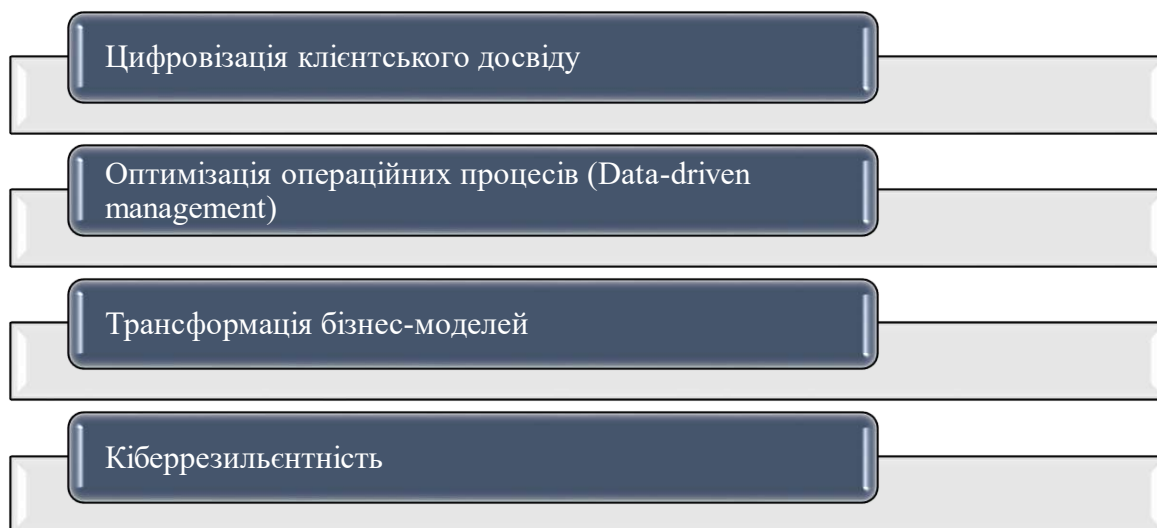 Цифровізація клієнтського досвіду
Оптимізація операційних процесів (Data-driven
management)
Трансформація бізнес-моделей
Кіберрезильєнтність